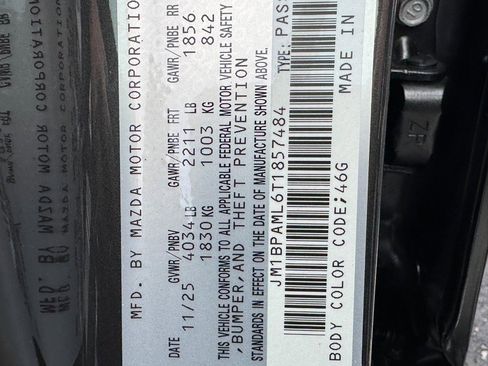 MFD. BY MAZDA MOTOR CORPORATION
GVWR/PNBV GAWR/PNBE FRT GAWR/PNBE RR
DATE 11/25 4034 LB 2211 LB 1856
1830 KG 1003 KG 842
THIS VEHICLE CONFORMS TO ALL APPLICABLE FEDERAL MOTOR VEHICLE SAFETY
,BUMPER,AND THEFT PREVENTION
STANDARDS IN EFFECT ON THE DATE OF MANUFACTURE SHOWN ABOVE.
JM1BPAML6T1857484 TYPE: PAS
BODY COLOR CODE;46G MADE IN
ZF